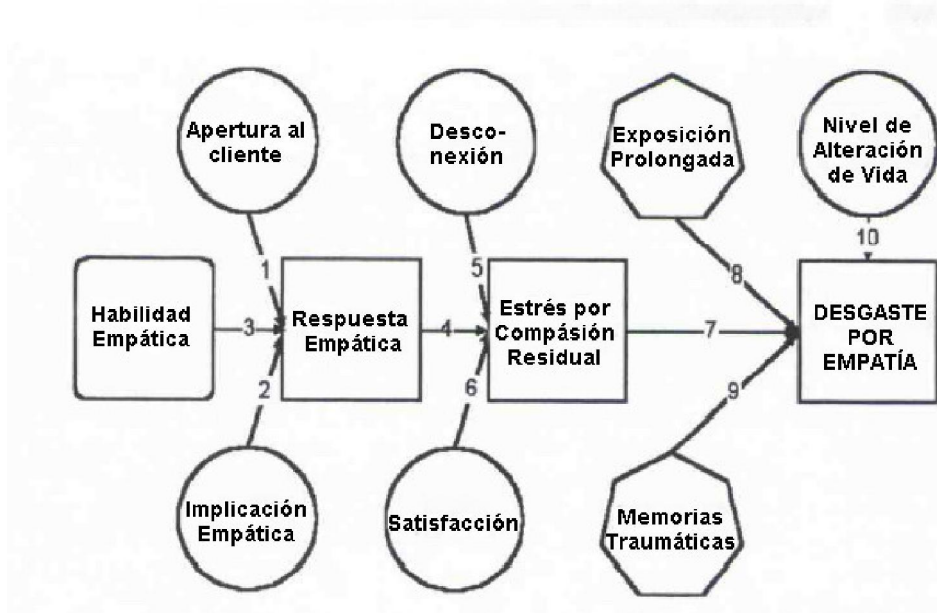 Apertura al
cliente
Desco-
nexión
Exposición
Prolongada
Nivel de
Alteración
de Vida
10
1
5
8
Habilidad
Empática
3
Respuesta
Empática
4
Estrés por
Compásión
Residual
7
DESGASTE
POR
EMPATÍA
2
6
9
Implicación
Empática
Satisfacción
Memorias
Traumáticas